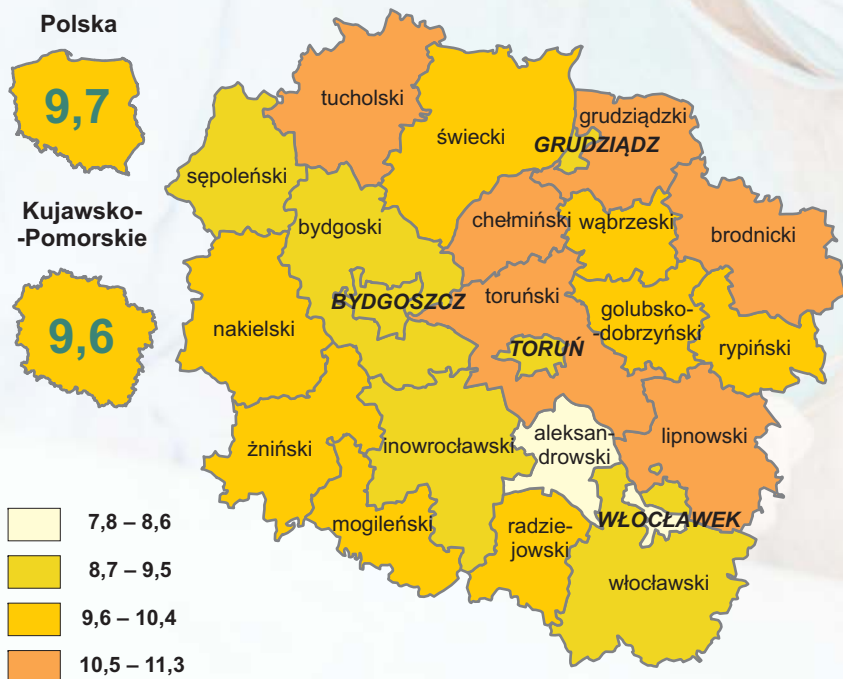 Polska
9,7
Kujawsko-
-Pomorskie
9,6
tucholski
świecki
grudziądzki
GRUDZIĄDZ
sępoleński
bydgoski
chełmiński
wąbrzeski
brodnicki
BYDGOSZCZ
toruński
nakielski
golubsko-
-dobrzyński
rypiński
TORUŃ
żniński
inowrocławski
aleksan-
drowski
lipnowski
mogileński
radzie-
jowski
WŁOCŁAWEK
włocławski
7,8 – 8,6
8,7 – 9,5
9,6 – 10,4
10,5 – 11,3